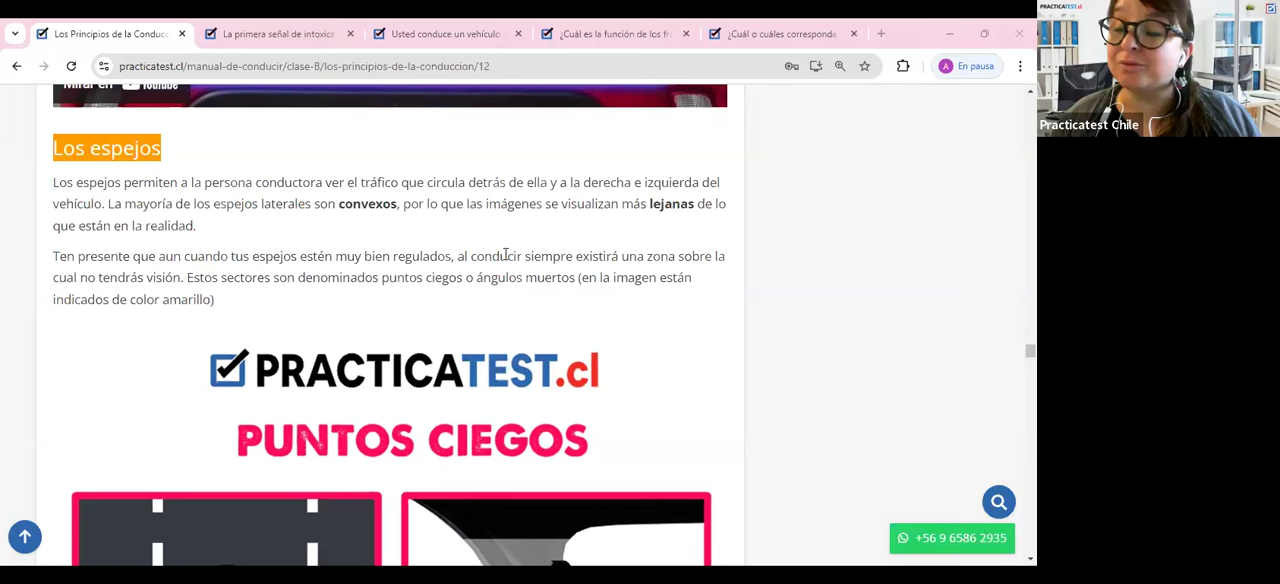 Los Principios de la Conduc
La primera señal de intoxica
Usted conduce un vehículo
¿Cuál es la función de los fr
¿Cuál o cuáles corresponde
practicatest.cl/manual-de-conducir/clase-B/los-principios-de-la-conduccion/12
A
En pausa
PRACTICATEST.cl
Practicatest Chile
Mirar en YouTube
Los espejos
Los espejos permiten a la persona conductora ver el tráfico que circula detrás de ella y a la derecha e izquierda del
vehículo. La mayoría de los espejos laterales son convexos, por lo que las imágenes se visualizan más lejanas de lo
que están en la realidad.
Ten presente que aun cuando tus espejos estén muy bien regulados, al conducir siempre existirá una zona sobre la
cual no tendrás visión. Estos sectores son denominados puntos ciegos o ángulos muertos (en la imagen están
indicados de color amarillo)
PRACTICATEST.cl
PUNTOS CIEGOS
+56 9 6586 2935